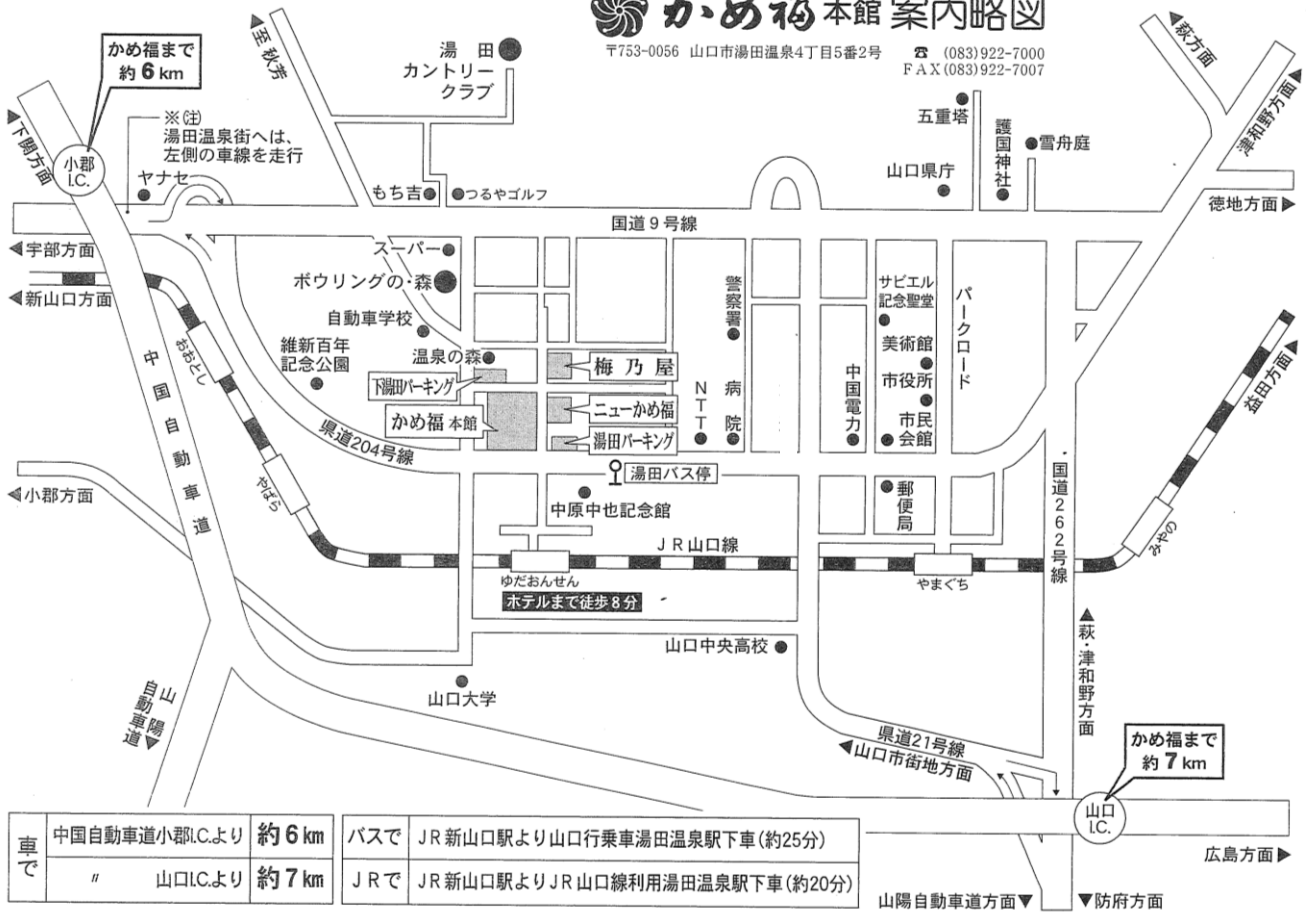 かめ福 本館 案内略図
〒753-0056 山口市湯田温泉4丁目5番2号
☎ (083)922-7000
FAX(083)922-7007
かめ福まで
約6km
◀至 秋芳
湯田
カントリー
クラブ
◀萩方面
津和野方面▶
◀下関方面
小郡
I.C.
※(注)
湯田温泉街へは、
左側の車線を走行
ヤナセ
もち吉
つるやゴルフ
五重塔
護国神社
雪舟庭
山口県庁
徳地方面▶
国道9号線
◀宇部方面
◀新山口方面
スーパー
ボウリングの・森
自動車学校
温泉の森
維新百年
記念公園
おおとし
中国自動車道
下湯田パーキング
かめ福 本館
梅乃屋
ニューかめ福
湯田パーキング
警察署
NTT
病院
中国電力
サビエル
記念聖堂
美術館
市役所
市民
会館
パークロード
益田方面▶
県道204号線
湯田バス停
◀小郡方面
やばら
中原中也記念館
郵便局
国道262号線
みやの
JR山口線
ゆだおんせん
ホテルまで徒歩8分
やまぐち
山口中央高校
山口大学
▲萩・津和野方面
山陽
自動車道▶
県道21号線
◀山口市街地方面
かめ福まで
約7km
山口
I.C.
広島方面▶
山陽自動車道方面▼
▼防府方面
車で
中国自動車道小郡I.C.より 約6km
〃 山口I.C.より 約7km
バスで JR新山口駅より山口行乗車湯田温泉駅下車(約25分)
JRで JR新山口駅よりJR山口線利用湯田温泉駅下車(約20分)